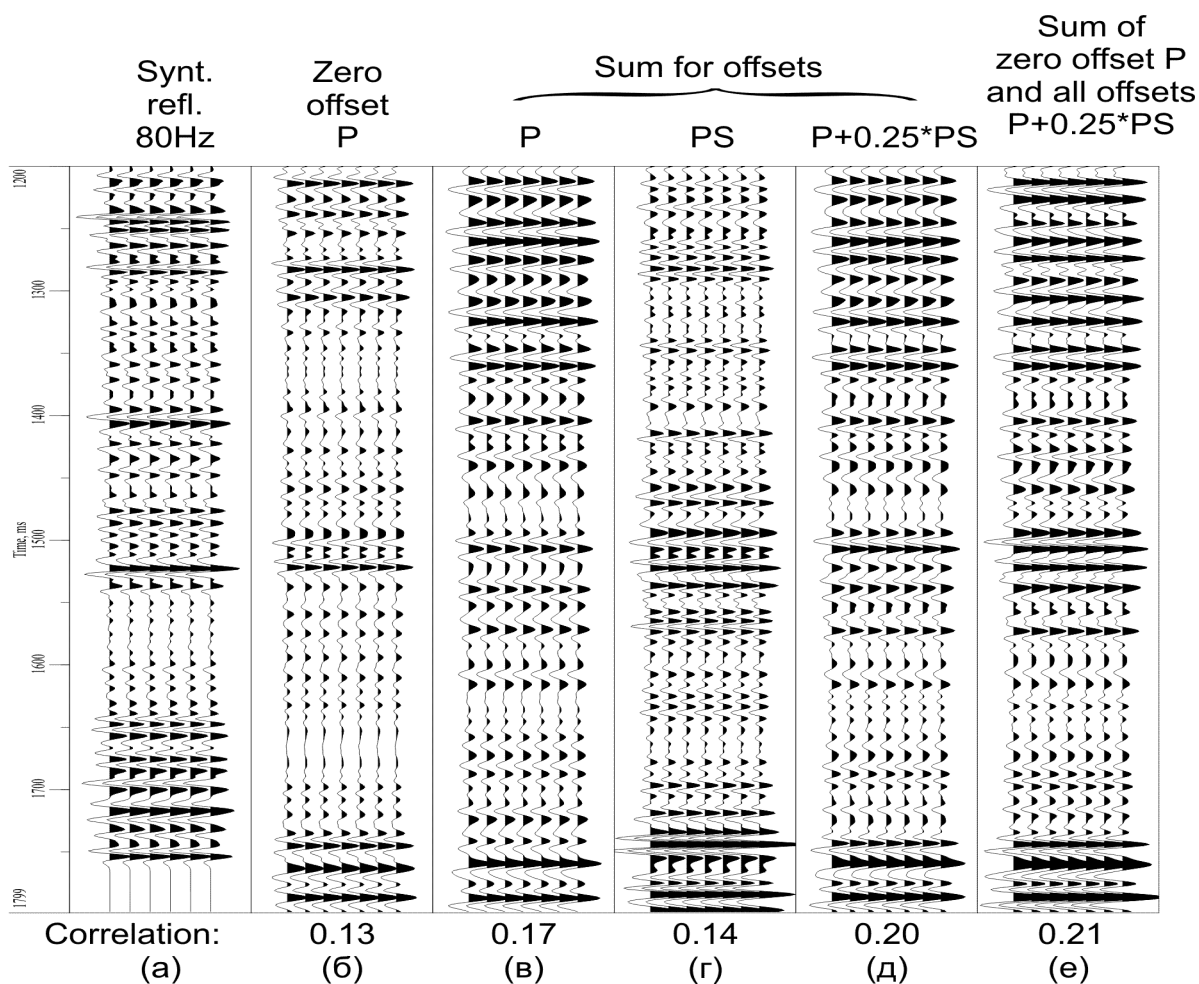 Synt.
refl.
80Hz
Zero
offset
P
Sum for offsets
P
PS
P+0.25*PS
Sum of
zero offset P
and all offsets
P+0.25*PS
1200
1300
1400
Time, ms
1500
1600
1700
1799
Correlation:
0.13
0.17
0.14
0.20
0.21
(а)
(б)
(в)
(г)
(д)
(е)